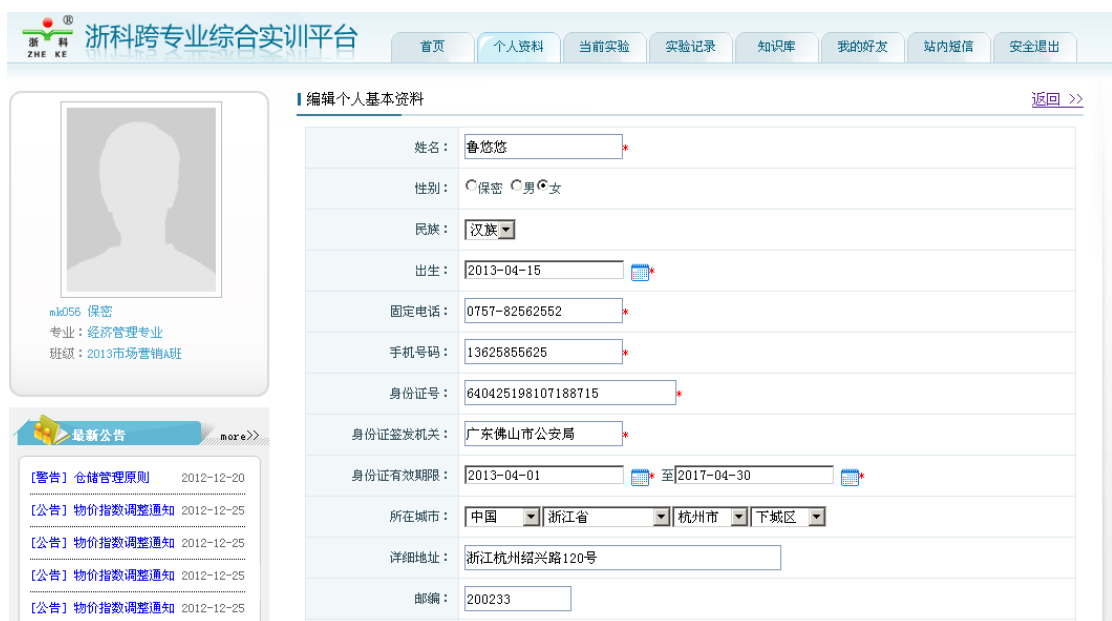 浙科 ZHE KE ® 浙科跨专业综合实训平台
首页 个人资料 当前实验 实验记录 知识库 我的好友 站内短信 安全退出
编辑个人基本资料 返回 >>
姓名： 鲁悠悠 *
性别： 保密 男 女
民族： 汉族
出生： 2013-04-15 *
固定电话： 0757-82562552 *
手机号码： 13625855625 *
身份证号： 640425198107188715 *
身份证签发机关： 广东佛山市公安局 *
身份证有效期限： 2013-04-01 * 至 2017-04-30 *
所在城市： 中国 浙江省 杭州市 下城区
详细地址： 浙江杭州绍兴路120号
邮编： 200233
mk056 保密
专业：经济管理专业
班级：2013市场营销A班
最新公告 more>>
[警告] 仓储管理原则 2012-12-20
[公告] 物价指数调整通知 2012-12-25
[公告] 物价指数调整通知 2012-12-25
[公告] 物价指数调整通知 2012-12-25
[公告] 物价指数调整通知 2012-12-25